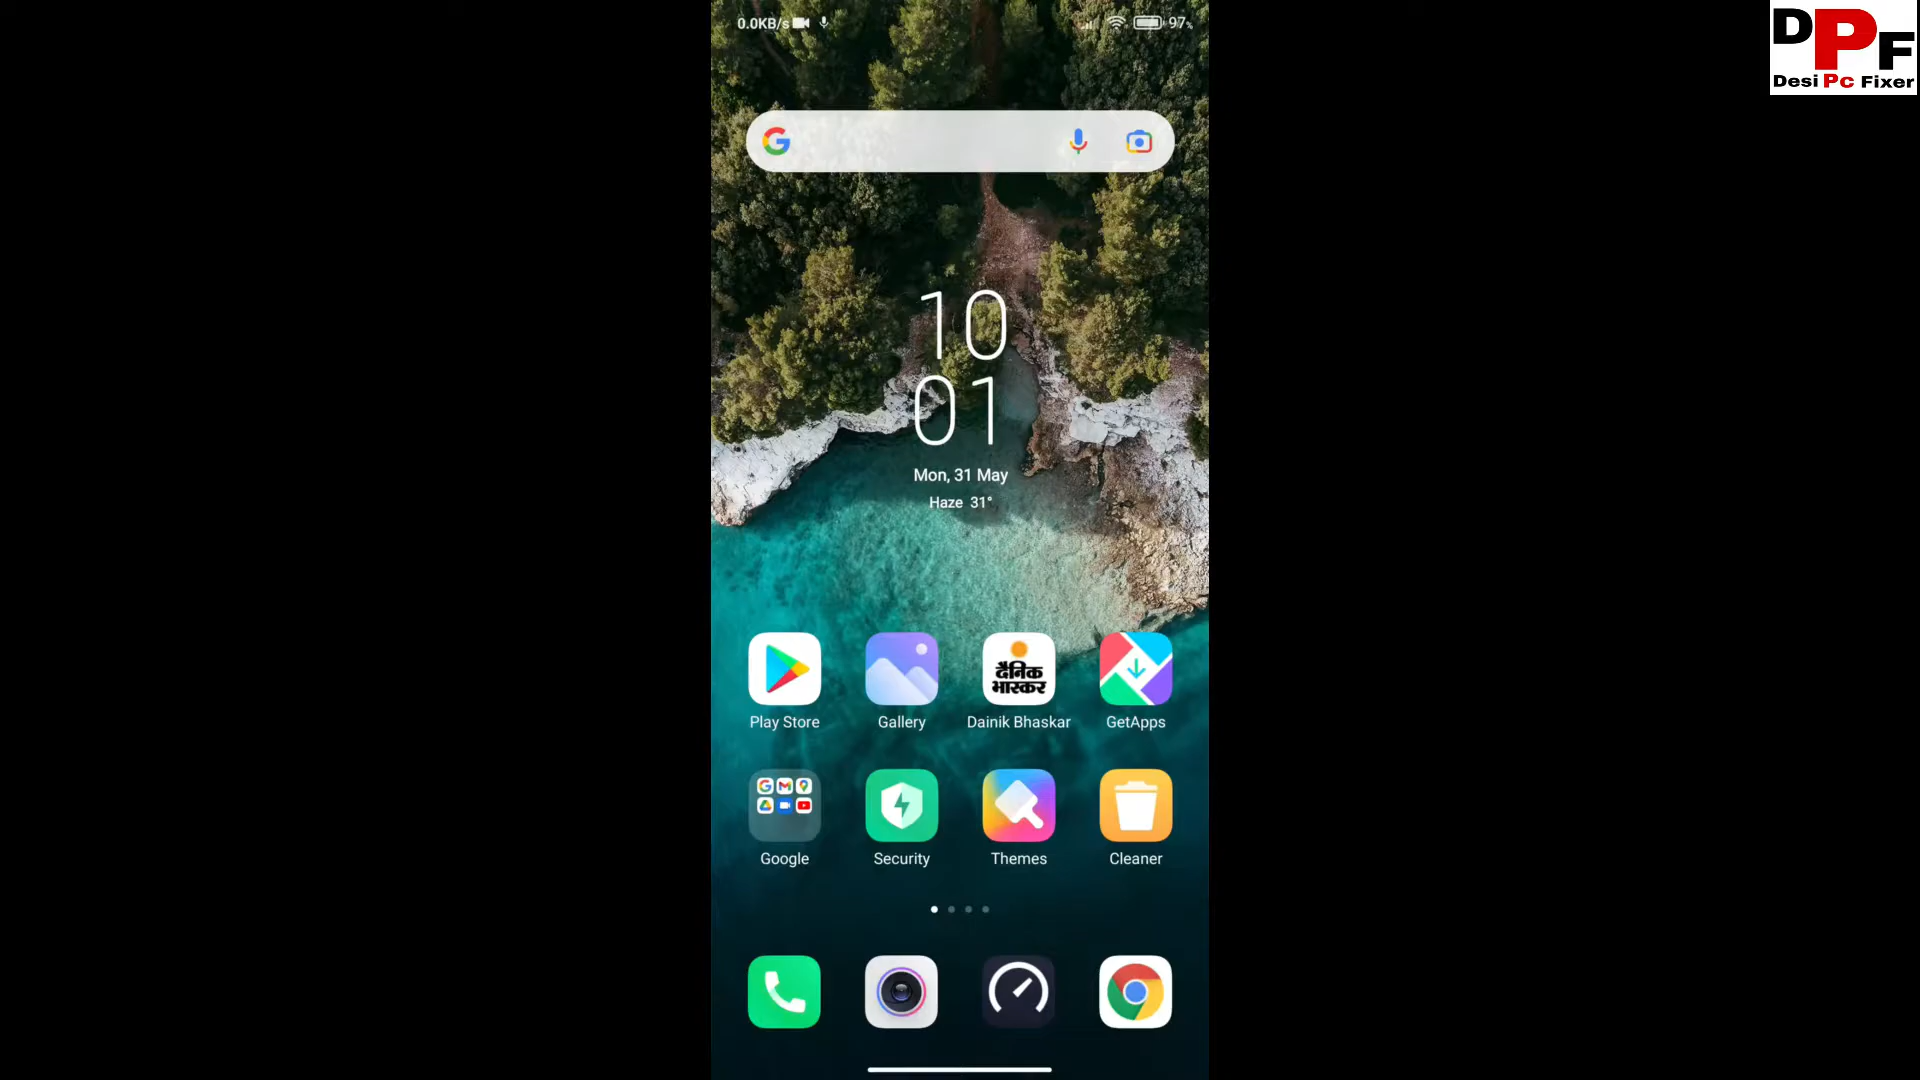 0.0KB/s
97%
DPF
Desi Pc Fixer
10
01
Mon, 31 May
Haze 31°
दैनिक
भास्कर
Play Store
Gallery
Dainik Bhaskar
GetApps
Google
Security
Themes
Cleaner